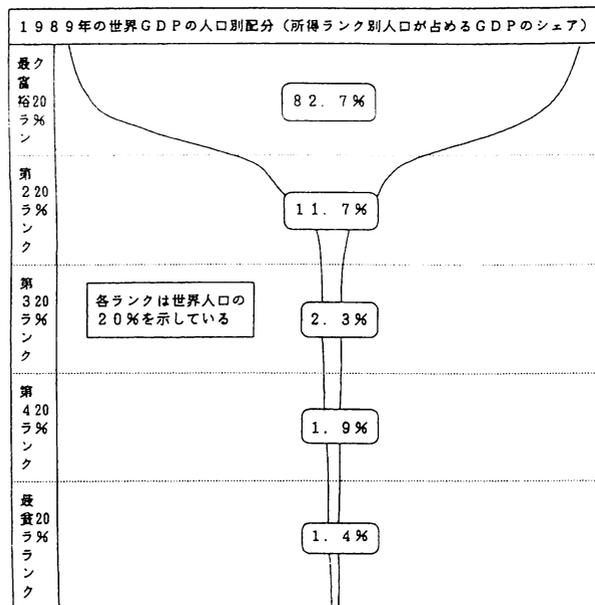 1989年の世界GDPの人口別配分(所得ランク別人口が占めるGDPのシェア)
最富裕ランク
20%
82.7%
第2ランク
20%
11.7%
第3ランク
20%
各ランクは世界人口の
20%を示している
2.3%
第4ランク
20%
1.9%
最貧ラランク
20%
1.4%